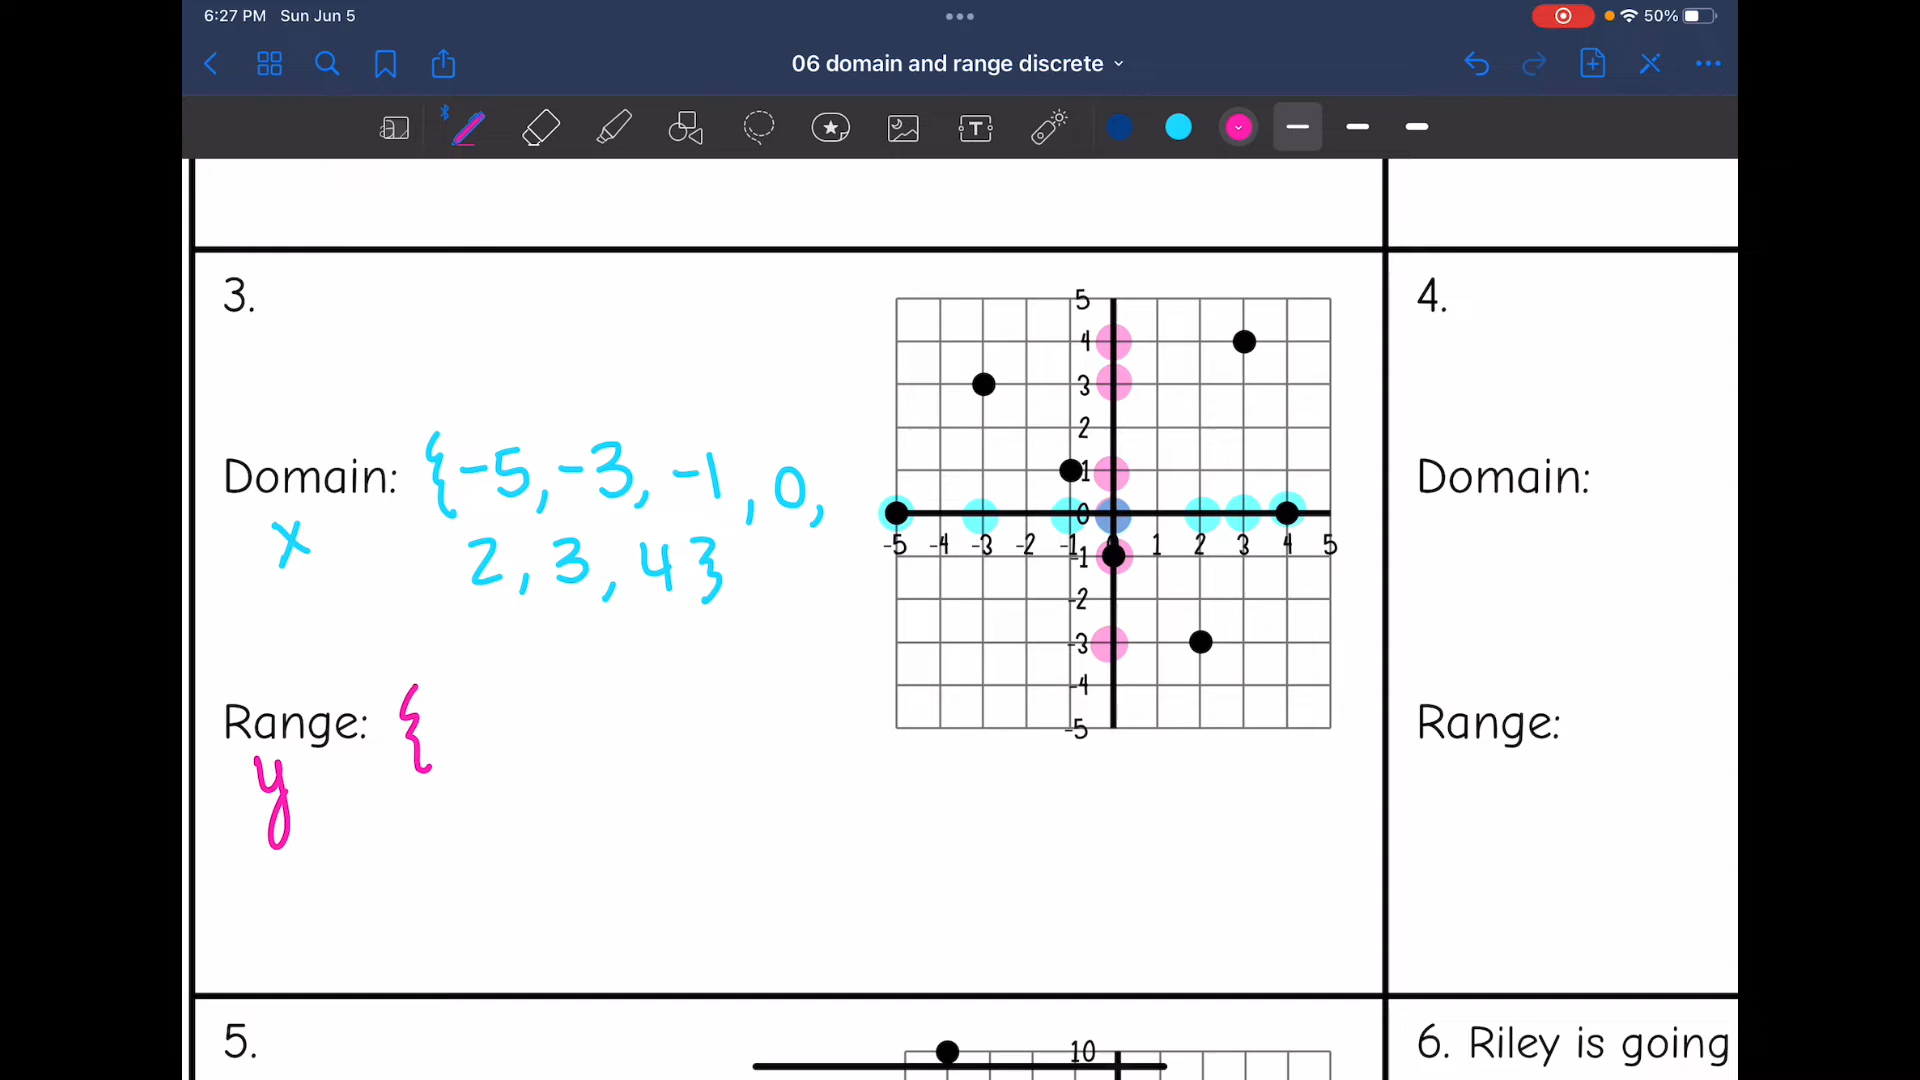 6:27 PM Sun Jun 5
50%
06 domain and range discrete
3.
Domain: {-5, -3, -1, 0,
2, 3, 4}
x
Range: {
y
5
4
3
2
1
0
-5 -4 -3 -2 -1 0 1 2 3 4 5
-1
-2
-3
-4
-5
4.
Domain:
Range:
5.
10
6. Riley is going